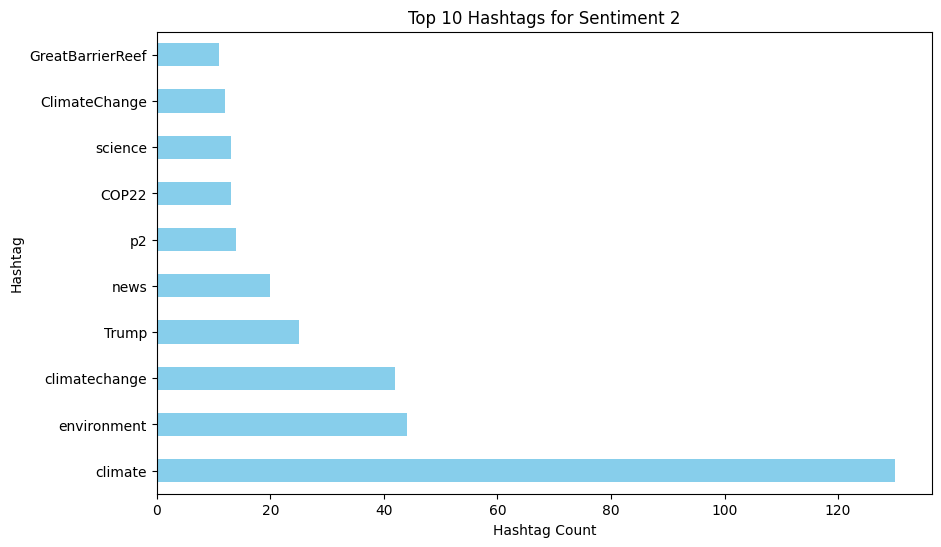 Top 10 Hashtags for Sentiment 2
GreatBarrierReef
ClimateChange
science
COP22
p2
news
Trump
climatechange
environment
climate
Hashtag
0 20 40 60 80 100 120
Hashtag Count